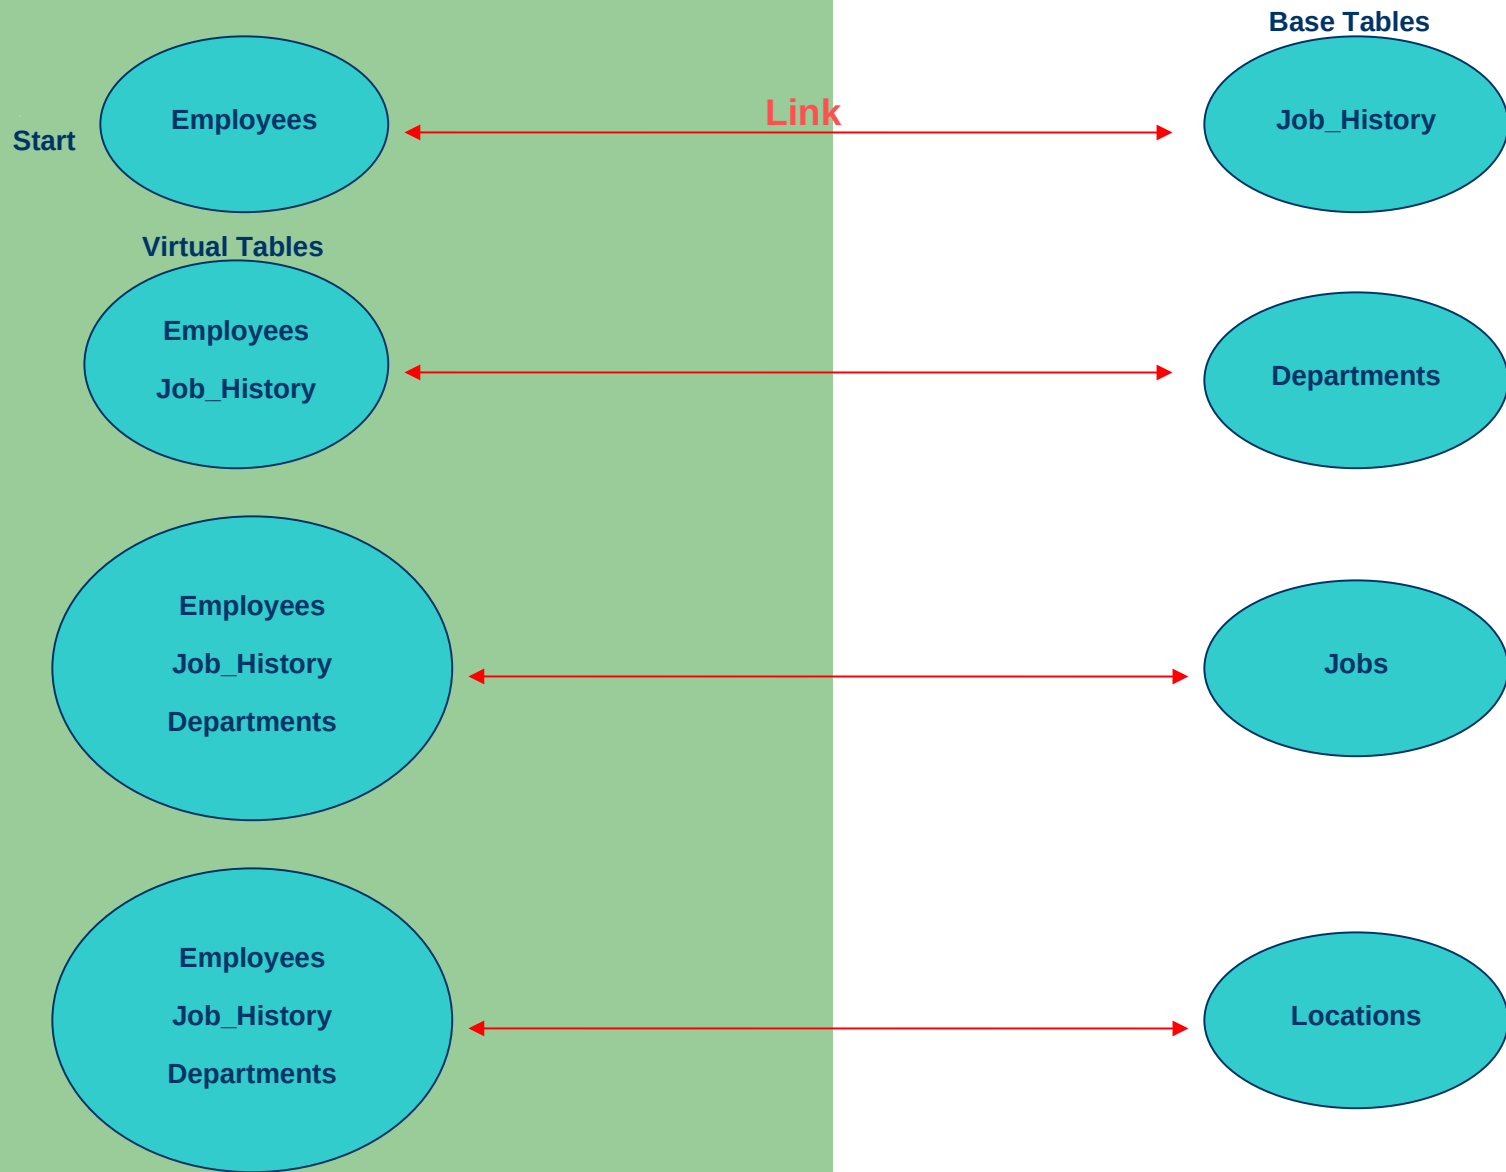 Base Tables
Employees
Link
Job_History
Start
Virtual Tables
Employees
Job_History
Departments
Employees
Job_History
Departments
Jobs
Employees
Job_History
Departments
Locations